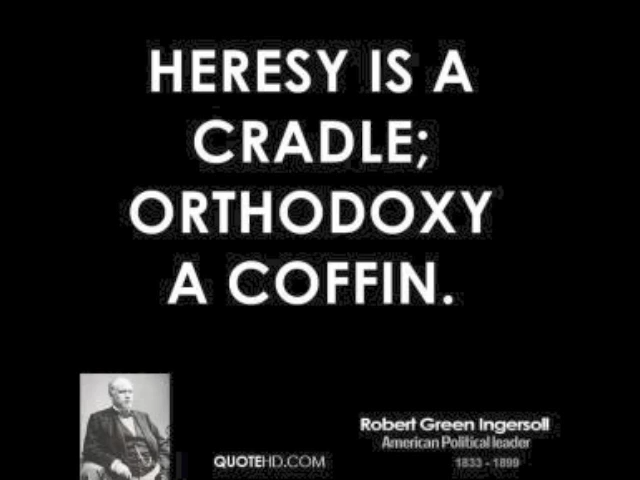 HERESY IS A
CRADLE;
ORTHODOXY
A COFFIN.
Robert Green Ingersoll
American Political leader
1833 - 1899
QUOTEHD.COM